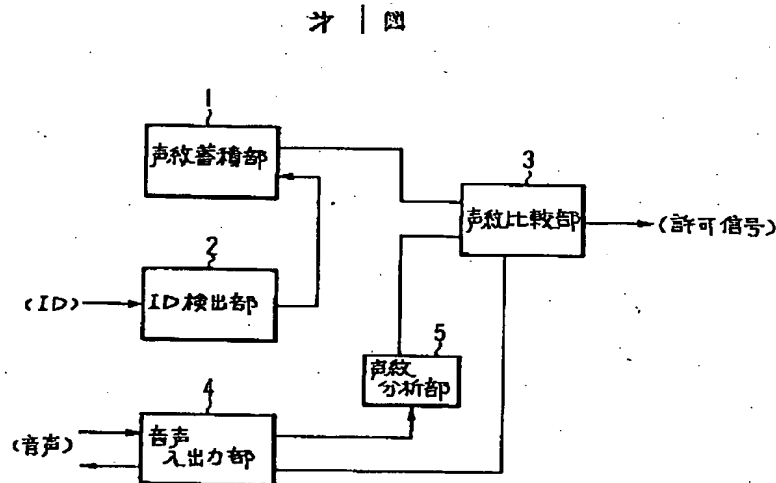 第1図
1
声紋蓄積部
3
声紋比較部
(許可信号)
2
(ID)
ID検出部
5
声紋
分析部
4
(音声)
音声
入出力部